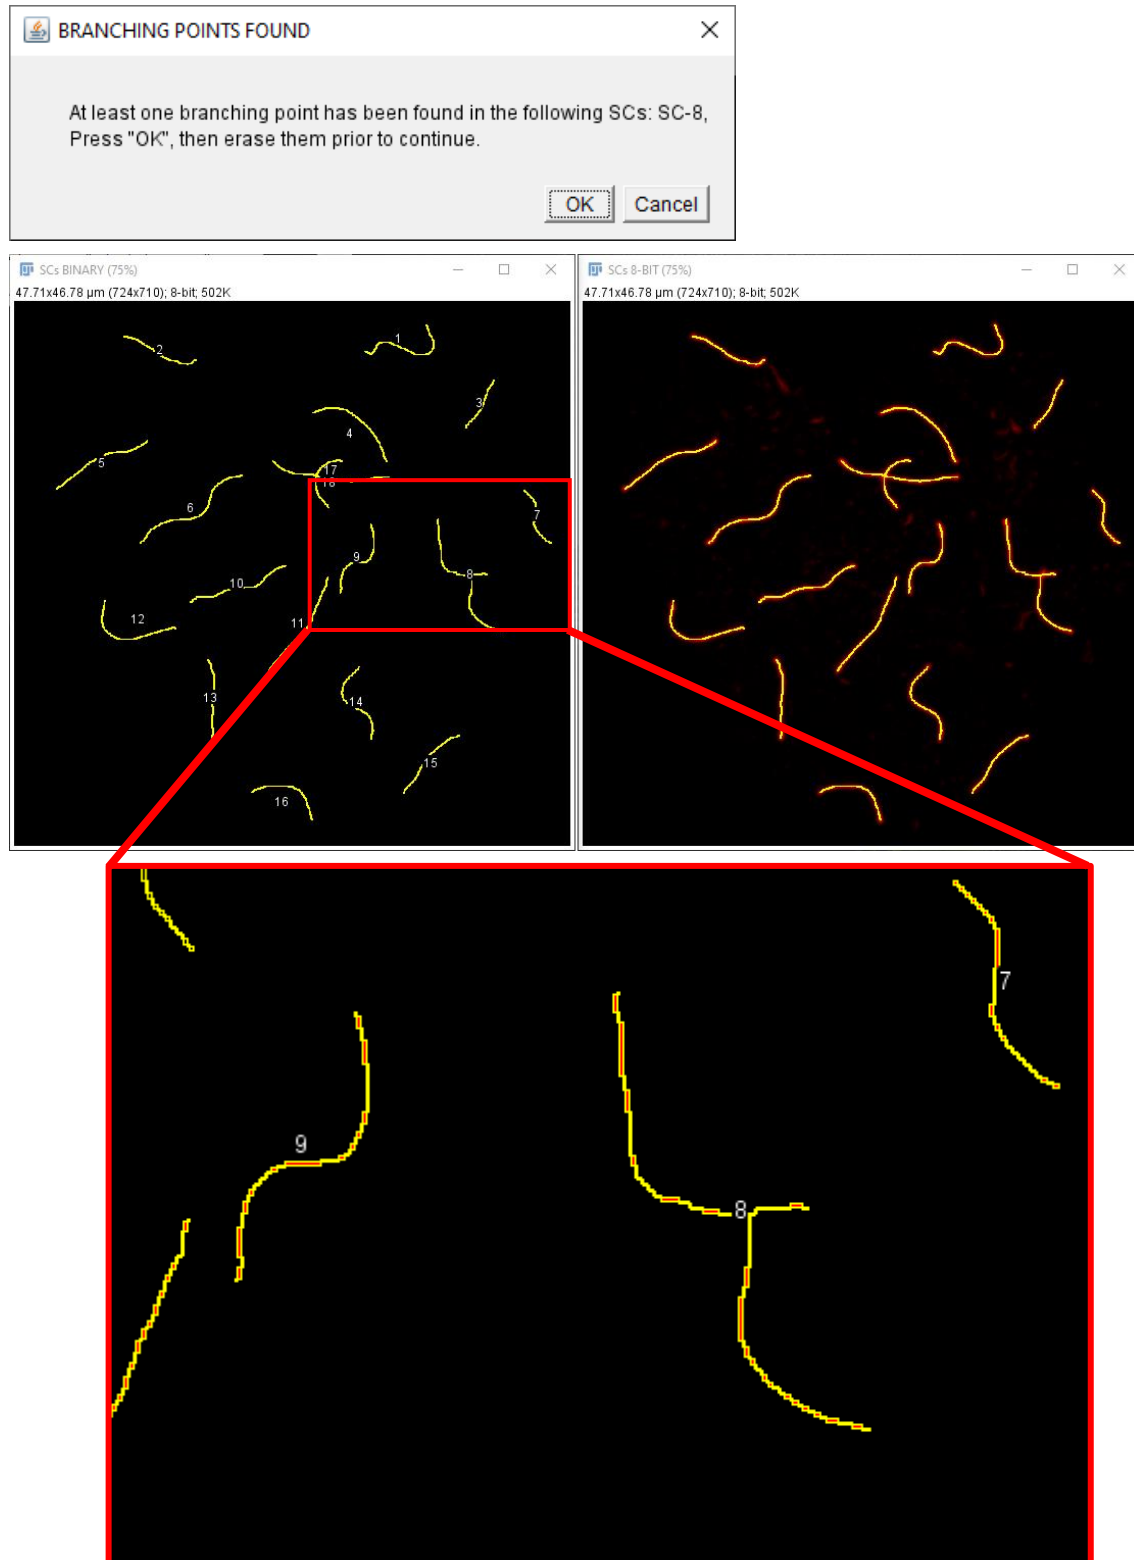 BRANCHING POINTS FOUND
At least one branching point has been found in the following SCs: SC-8,
Press "OK", then erase them prior to continue.
OK Cancel
SCs BINARY (75%)
47.71x46.78 µm (724x710); 8-bit; 502K
1
2
3
4
5
17
18
6
7
9
8
10
12
11
13
14
15
16
SCs 8-BIT (75%)
47.71x46.78 µm (724x710); 8-bit; 502K
7
9
8